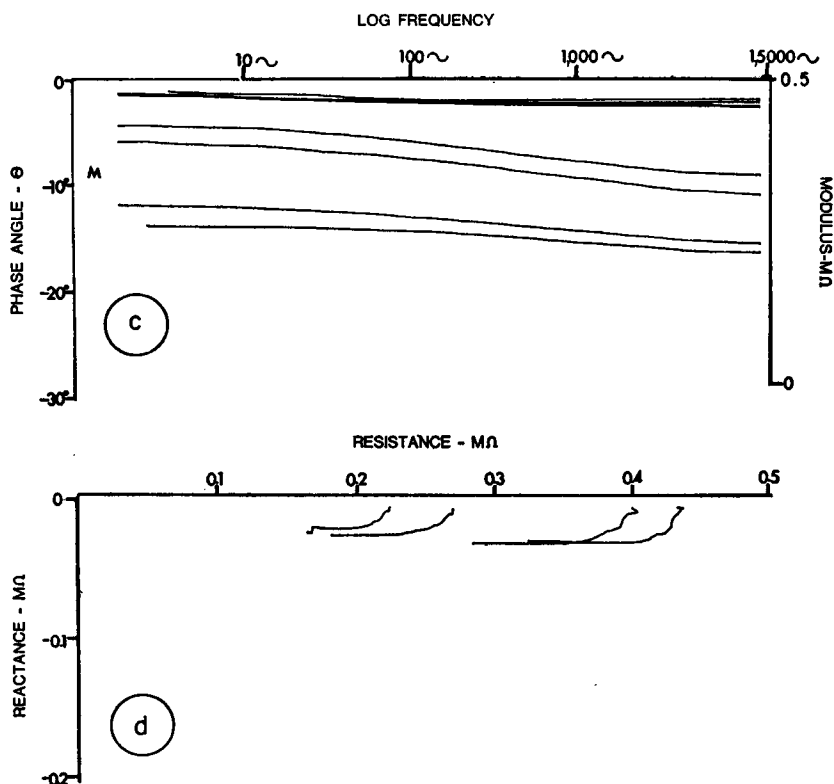 LOG FREQUENCY
10~ 100~ 1,000~ 15,000~
0 0.5
-10°
-20°
-30° 0
PHASE ANGLE - Θ
M
MODULUS-MΩ
C
RESISTANCE - MΩ
0.1 0.2 0.3 0.4 0.5
0
-0.1
-0.2
REACTANCE - MΩ
d